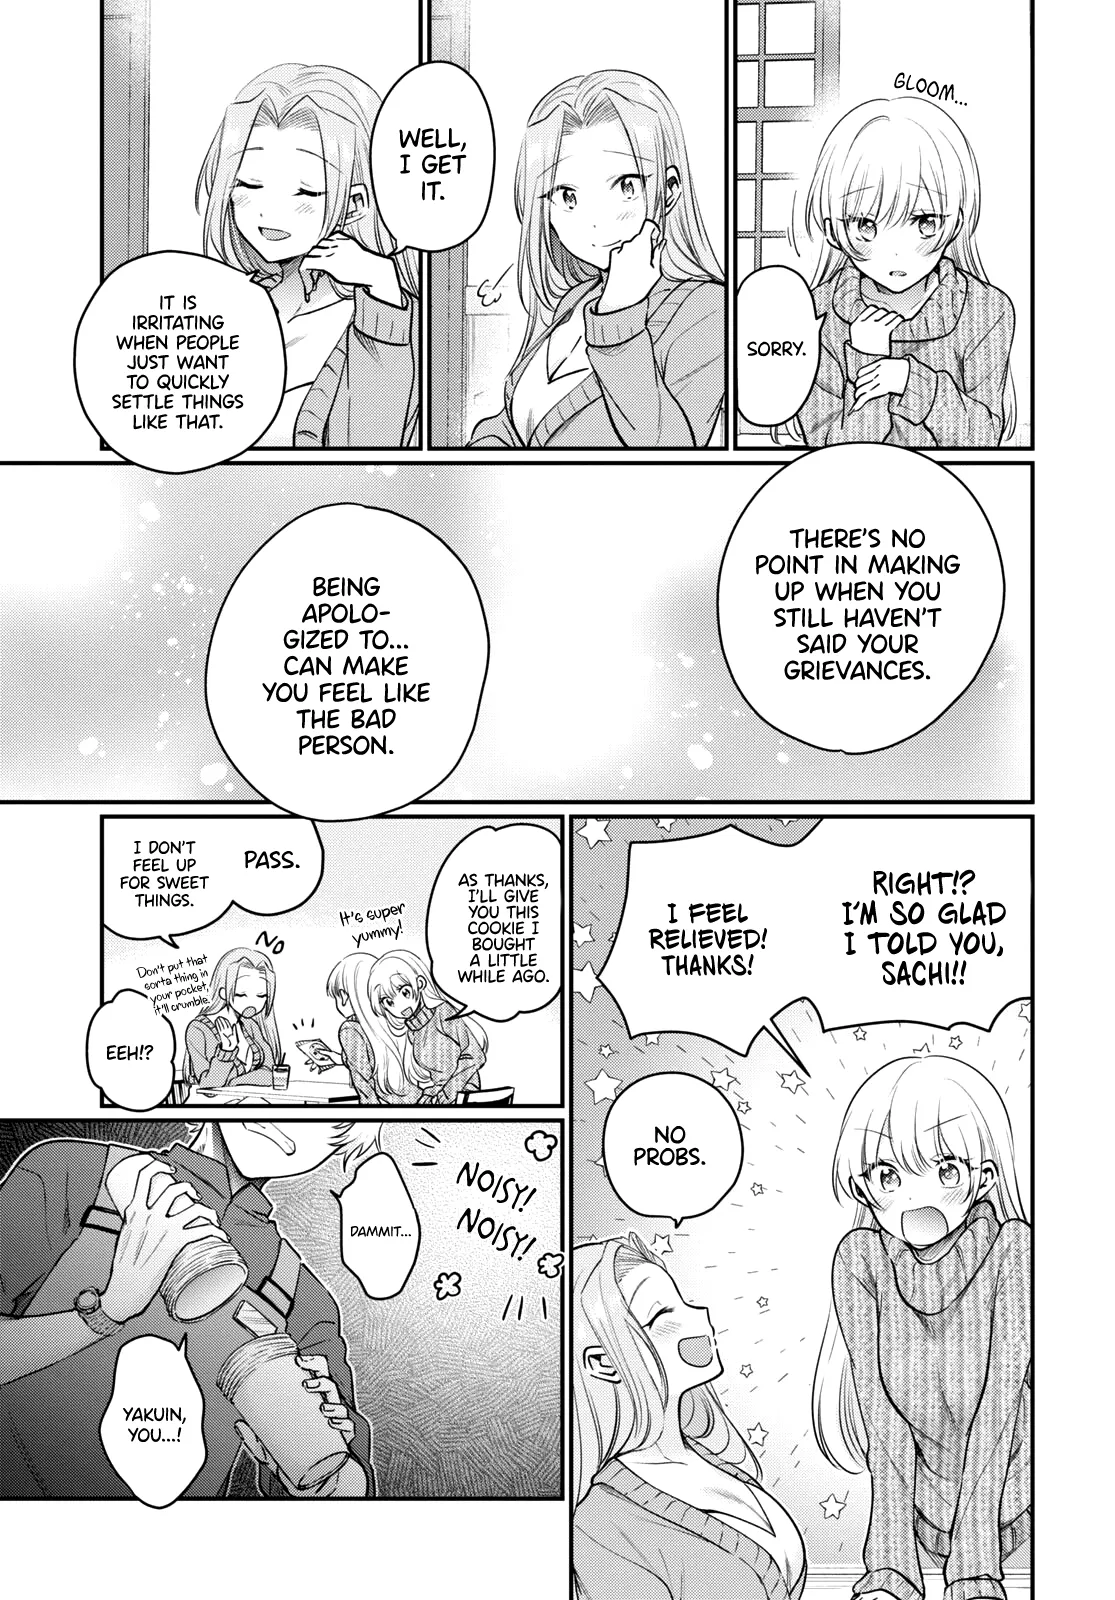 GLOOM...
SORRY.
WELL,
I GET
IT.
IT IS
IRRITATING
WHEN PEOPLE
JUST WANT
TO QUICKLY
SETTLE THINGS
LIKE THAT.
THERE'S NO
POINT IN MAKING
UP WHEN YOU
STILL HAVEN'T
SAID YOUR
GRIEVANCES.
BEING
APOLO-
GIZED TO...
CAN MAKE
YOU FEEL LIKE
THE BAD
PERSON.
RIGHT!?
I'M SO GLAD
I TOLD YOU,
SACHI!!
I FEEL
RELIEVED!
THANKS!
NO
PROBS.
AS THANKS,
I'LL GIVE
YOU THIS
COOKIE I
BOUGHT
A LITTLE
WHILE AGO.
It's super
yummy!
PASS.
I DON'T
FEEL UP
FOR SWEET
THINGS.
NO
Don't put that
sorta thing in
your pocket,
it'll crumble.
EEH!?
NOISY!
NOISY!
DAMMIT...
YAKUIN,
YOU...!